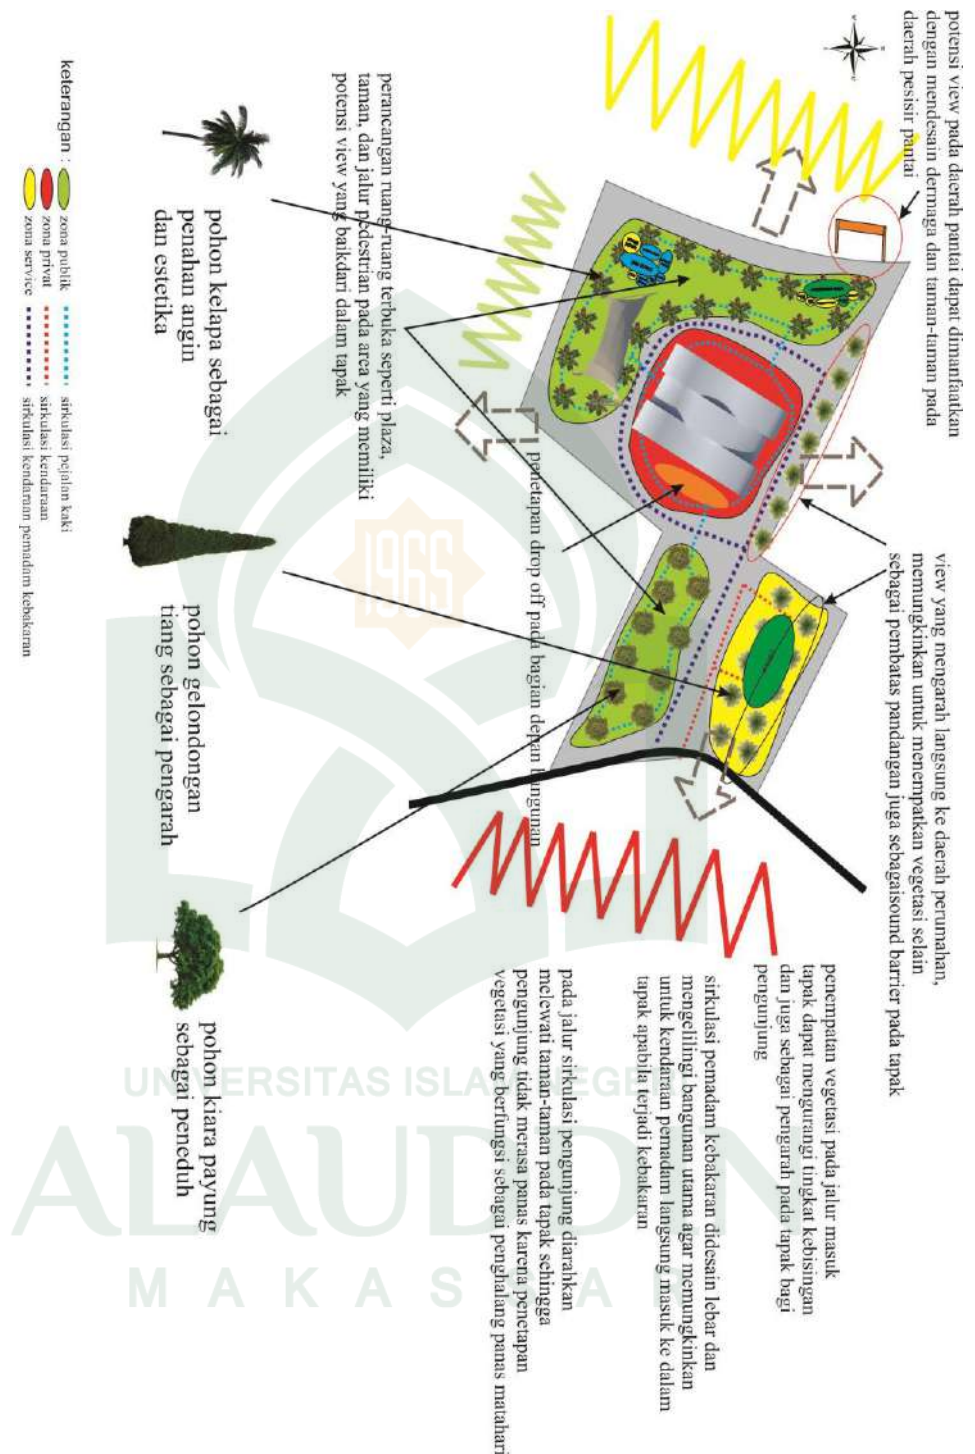 potensi view pada daerah pantai dapat dimanfaatkan
dengan mendesain dermaga dan taman-taman pada
daerah pesisir pantai
view yang mengarah langsung ke daerah perumahan,
memungkinkan untuk menempatkan vegetasi selain
sebagai pembatas pandangan juga sebagaisound barrier pada tapak
penempatan vegetasi pada jalur masuk
tapak dapat mengurangi tingkat kebisingan
dan juga sebagai pengarah pada tapak bagi
pengunjung
sirkulasi pemadam kebakaran didesain lebar dan
mengelilingi bangunan utama agar memungkinkan
untuk kendaraan pemadam langsung masuk ke dalam
tapak apabila terjadi kebakaran
pada jalur sirkulasi pengunjung diarahkan
melewati taman-taman pada tapak sehingga
pengunjung tidak merasa panas karena penetapan
vegetasi yang berfungsi sebagai penghalang panas matahari
penetapan drop off pada bagian depan bangunan
perancangan ruang-ruang terbuka seperti plaza,
taman, dan jalur pedestrian pada area yang memiliki
potensi view yang baikdari dalam tapak
pohon kelapa sebagai
penahan angin
dan estetika
pohon gelondongan
tiang sebagai pengarah
pohon kiara payung
sebagai peneduh
keterangan :
zona publik
zona privat
zona service
sirkulasi pejalan kaki
sirkulasi kendaraan
sirkulasi kendaraan pemadam kebakaran
1965
UNIVERSITAS ISLAM NEGERI
ALAUDDIN
MAKASSAR